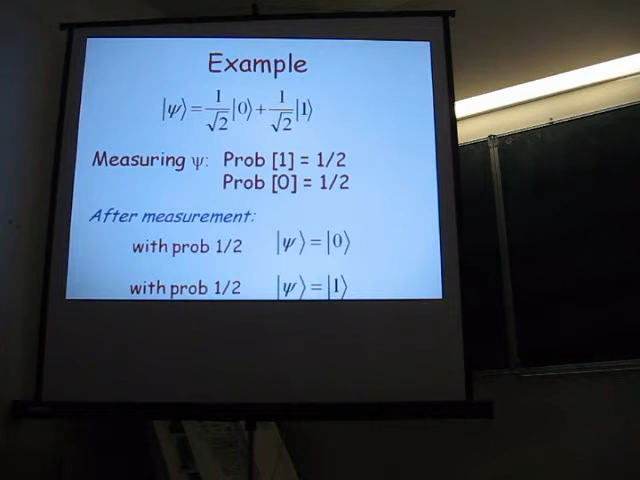 Example
|ψ⟩ = 1/√2 |0⟩ + 1/√2 |1⟩
Measuring ψ: Prob [1] = 1/2
Prob [0] = 1/2
After measurement:
with prob 1/2 |ψ⟩ = |0⟩
with prob 1/2 |ψ⟩ = |1⟩